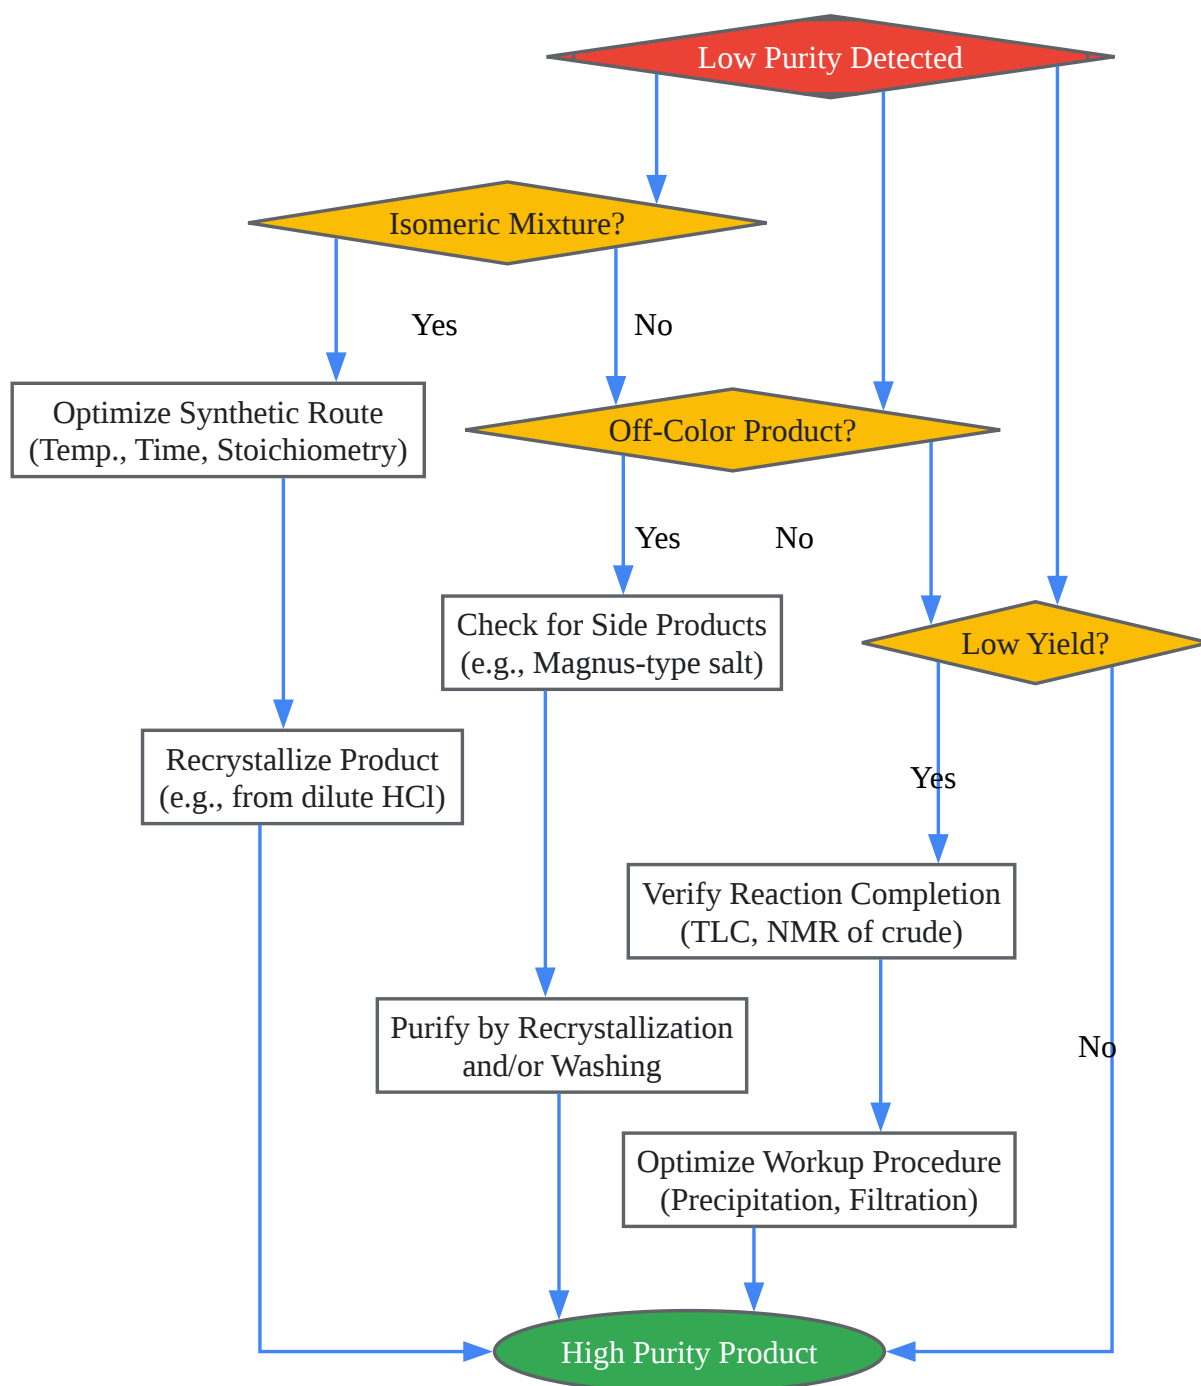 Low Purity Detected
Isomeric Mixture?
Yes
No
Optimize Synthetic Route
(Temp., Time, Stoichiometry)
Off-Color Product?
Yes
No
Check for Side Products
(e.g., Magnus-type salt)
Low Yield?
Recrystallize Product
(e.g., from dilute HCl)
Yes
Verify Reaction Completion
(TLC, NMR of crude)
Purify by Recrystallization
and/or Washing
No
Optimize Workup Procedure
(Precipitation, Filtration)
High Purity Product